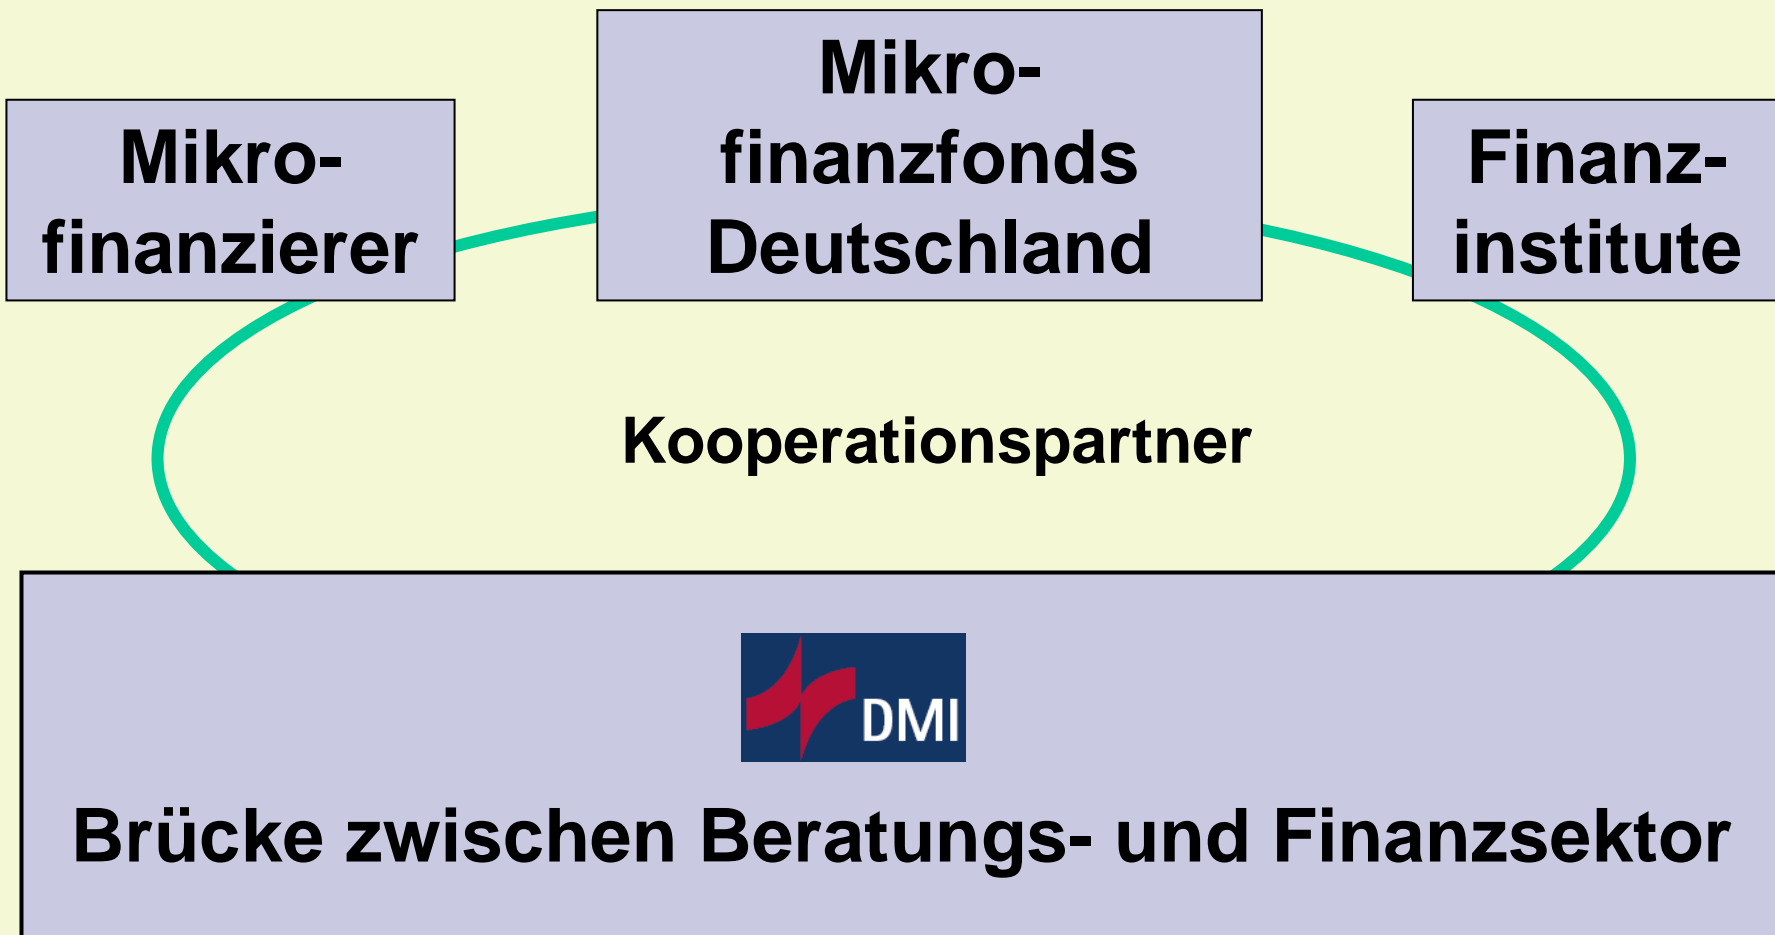 Mikro-
finanzierer
Mikro-
finanzfonds
Deutschland
Finanz-
institute
Kooperationspartner
DMI
Brücke zwischen Beratungs- und Finanzsektor